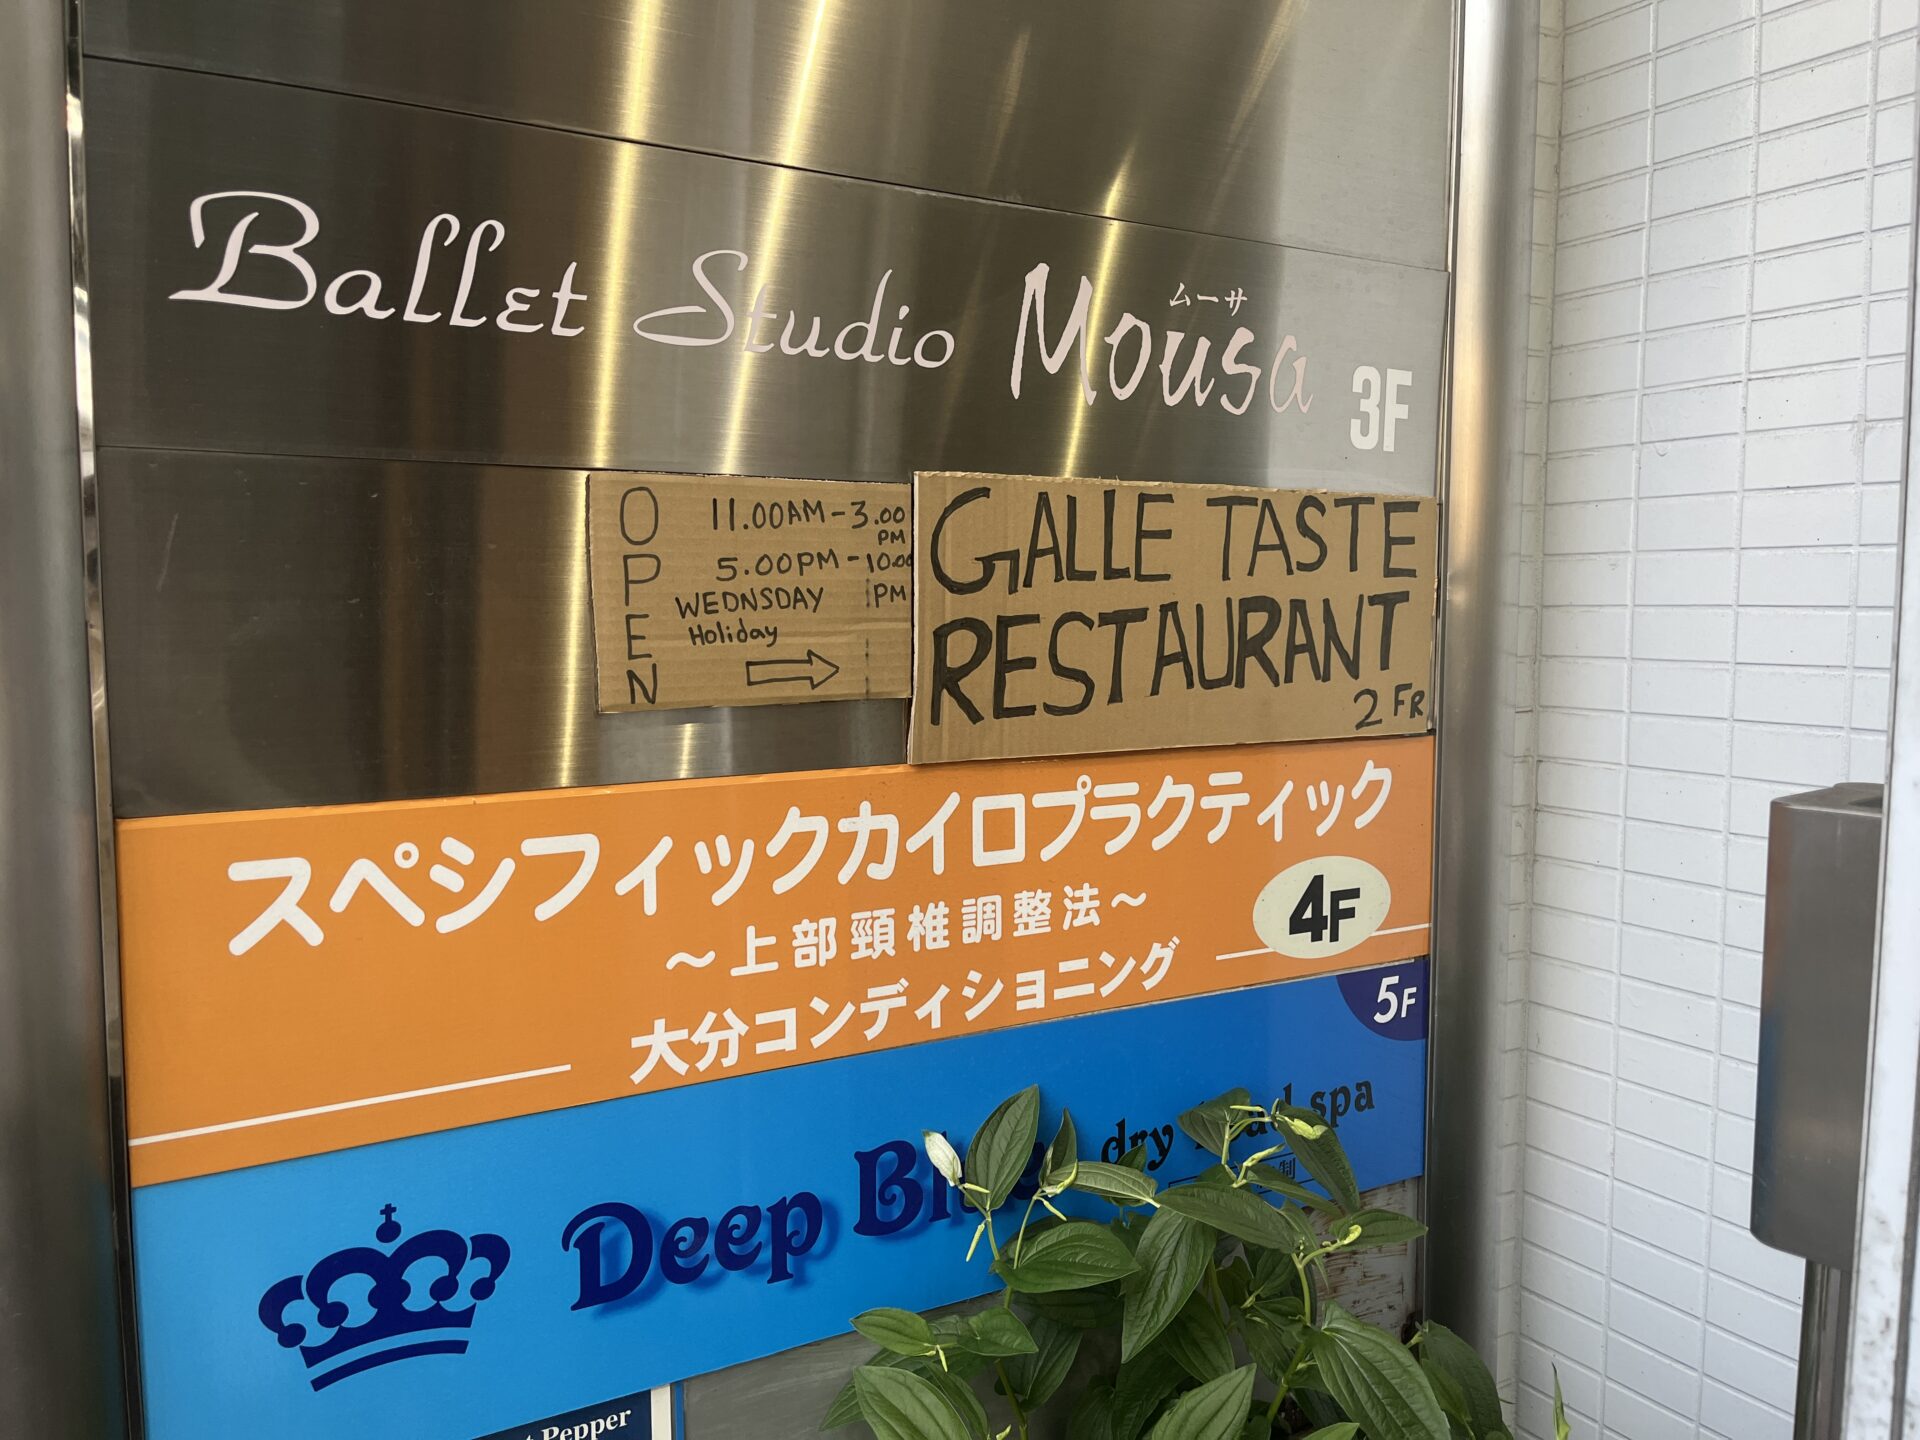 Ballet Studio Mousa
ムーサ
3F
OPEN
11.00AM - 3.00
PM
5.00PM - 10.00
PM
WEDNSDAY
Holiday
GALLE TASTE
RESTAURANT
2 FR
スペシフィックカイロプラクティック
～上部頸椎調整法～
4F
大分コンディショニング
5F
Deep Blue dry head spa
制
Pepper